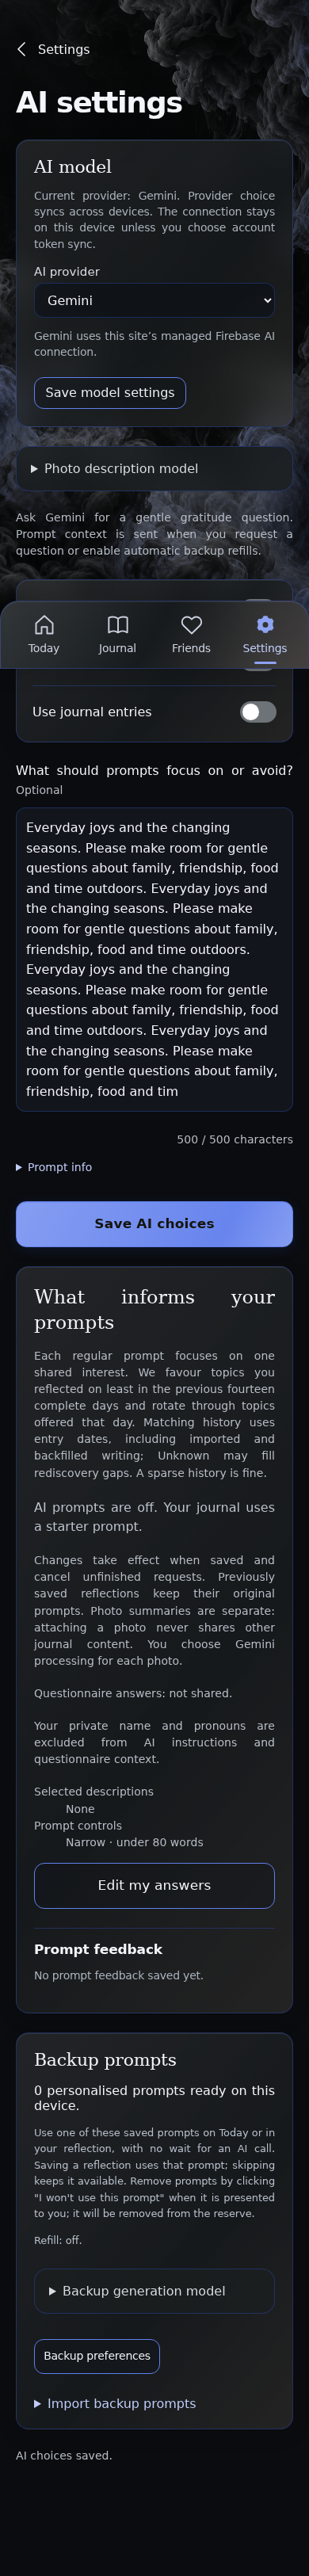 Settings
AI settings
AI model
Current provider: Gemini. Provider choice
syncs across devices. The connection stays
on this device unless you choose account
token sync.
AI provider
Gemini
Gemini uses this site’s managed Firebase AI
connection.
Save model settings
Photo description model
Ask Gemini for a gentle gratitude question.
Prompt context is sent when you request a
question or enable automatic backup refills.
Today
Journal
Friends
Settings
Use journal entries
What should prompts focus on or avoid?
Optional
Everyday joys and the changing
seasons. Please make room for gentle
questions about family, friendship, food
and time outdoors. Everyday joys and
the changing seasons. Please make
room for gentle questions about family,
friendship, food and time outdoors.
Everyday joys and the changing
seasons. Please make room for gentle
questions about family, friendship, food
and time outdoors. Everyday joys and
the changing seasons. Please make
room for gentle questions about family,
friendship, food and tim
500 / 500 characters
Prompt info
Save AI choices
What informs your
prompts
Each regular prompt focuses on one
shared interest. We favour topics you
reflected on least in the previous fourteen
complete days and rotate through topics
offered that day. Matching history uses
entry dates, including imported and
backfilled writing; Unknown may fill
rediscovery gaps. A sparse history is fine.
AI prompts are off. Your journal uses
a starter prompt.
Changes take effect when saved and
cancel unfinished requests. Previously
saved reflections keep their original
prompts. Photo summaries are separate:
attaching a photo never shares other
journal content. You choose Gemini
processing for each photo.
Questionnaire answers: not shared.
Your private name and pronouns are
excluded from AI instructions and
questionnaire context.
Selected descriptions
None
Prompt controls
Narrow · under 80 words
Edit my answers
Prompt feedback
No prompt feedback saved yet.
Backup prompts
0 personalised prompts ready on this
device.
Use one of these saved prompts on Today or in
your reflection, with no wait for an AI call.
Saving a reflection uses that prompt; skipping
keeps it available. Remove prompts by clicking
"I won't use this prompt" when it is presented
to you; it will be removed from the reserve.
Refill: off.
Backup generation model
Backup preferences
Import backup prompts
AI choices saved.